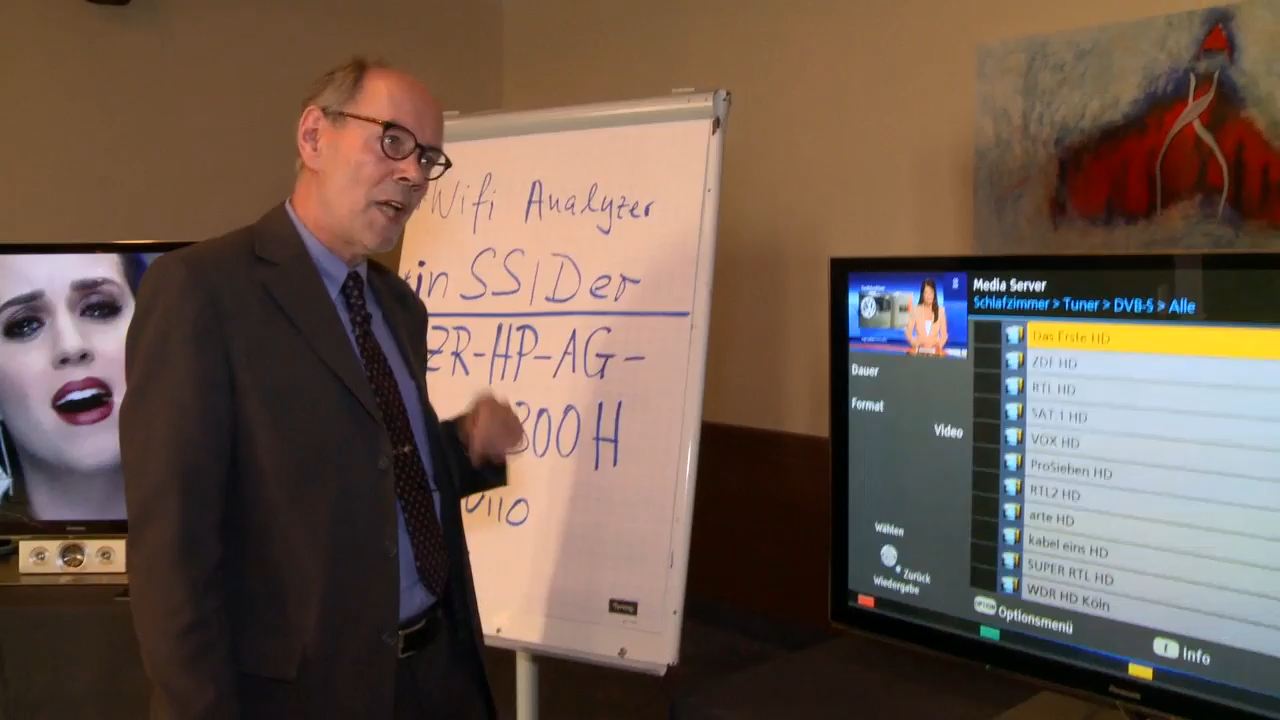 Wifi Analyzer
inSSIDer
ZR-HP-AG-
300H
0110
Media Server
Schlafzimmer > Tuner > DVB-S > Alle
Das Erste HD
ZDF HD
RTL HD
SAT.1 HD
VOX HD
ProSieben HD
RTL2 HD
arte HD
kabel eins HD
SUPER RTL HD
WDR HD Köln
Dauer
Format
Video
Wählen
Zurück
Wiedergabe
OPTION Optionsmenü
i Info